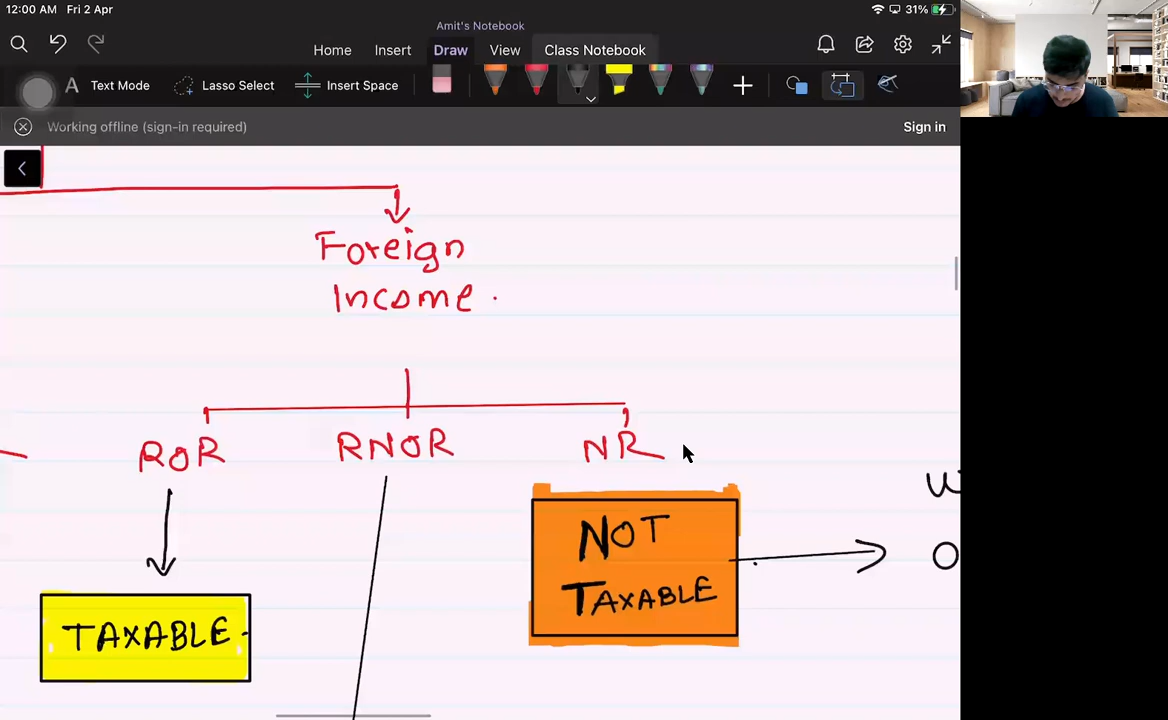 12:00 AM Fri 2 Apr
31%
Amit's Notebook
Home Insert Draw View Class Notebook
A Text Mode Lasso Select Insert Space
Working offline (sign-in required) Sign in
Foreign
Income.
ROR RNOR NR
NOT
TAXABLE
TAXABLE